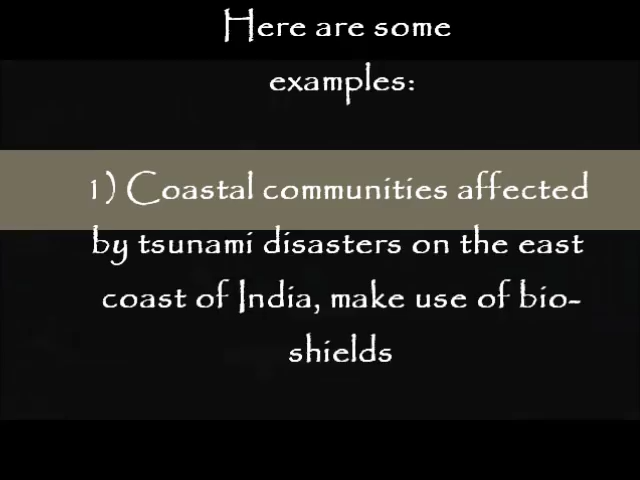 Here are some
examples:
1) Coastal communities affected
by tsunami disasters on the east
coast of India, make use of bio-
shields